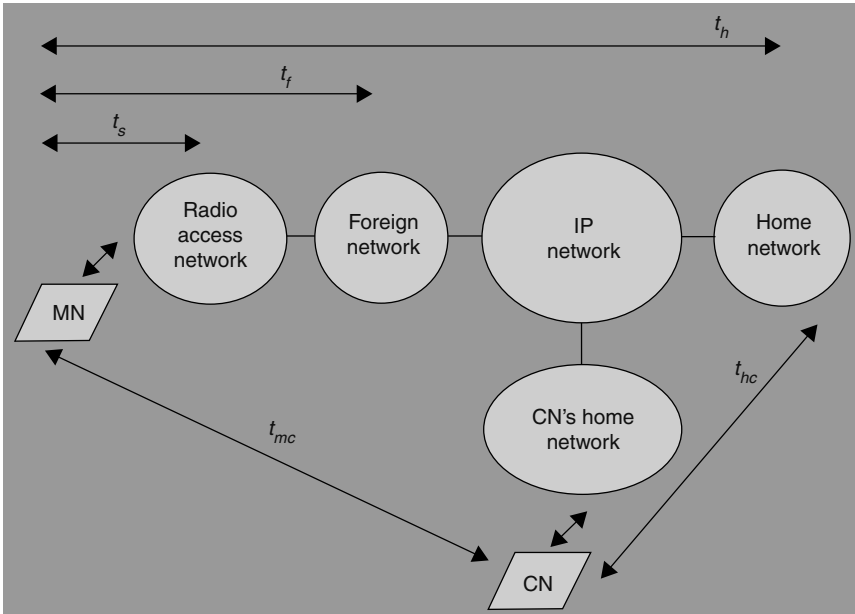 t_h
t_f
t_s
Radio
access
network
Foreign
network
IP
network
Home
network
MN
t_hc
CN's home
network
t_mc
CN